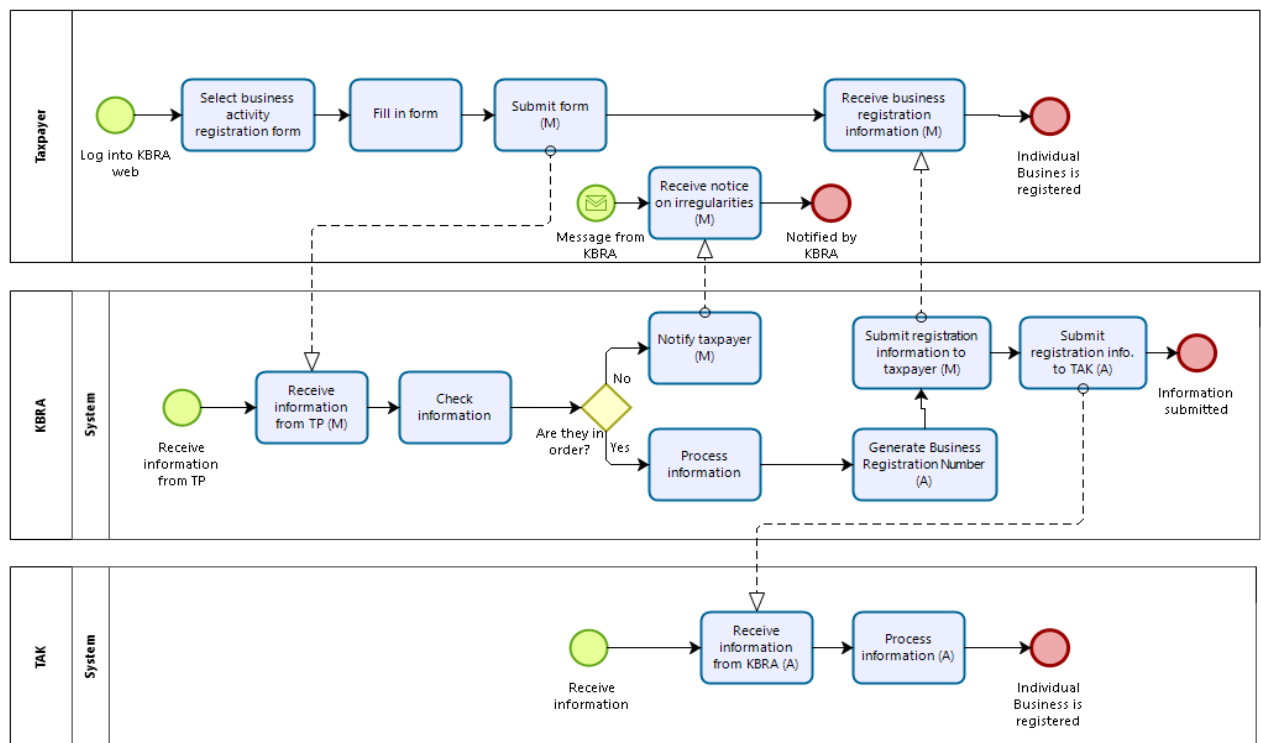 Taxpayer
Log into KBRA
web
Select business
activity
registration form
Fill in form
Submit form
(M)
Receive business
registration
information (M)
Individual
Busines is
registered
Message from
KBRA
Receive notice
on irregularities
(M)
Notified by
KBRA
KBRA
System
Receive
information
from TP
Receive
information
from TP (M)
Check
information
Are they in
order?
No
Yes
Notify taxpayer
(M)
Process
information
Submit registration
information to
taxpayer (M)
Generate Business
Registration Number
(A)
Submit
registration info.
to TAK (A)
Information
submitted
TAK
System
Receive
information
Receive
information
from KBRA (A)
Process
information (A)
Individual
Business is
registered